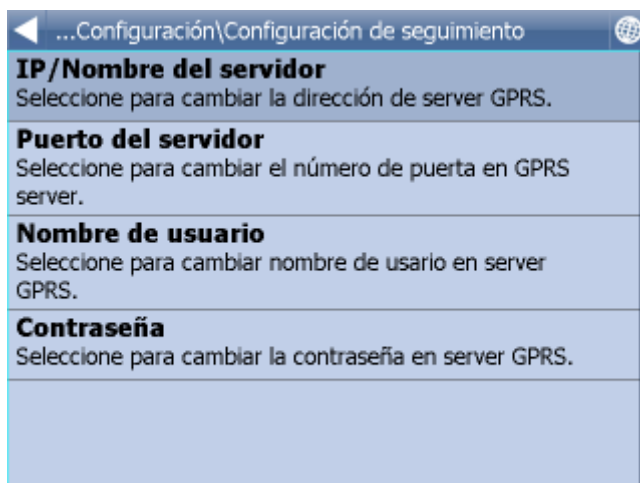 ...Configuración\Configuración de seguimiento
IP/Nombre del servidor
Seleccione para cambiar la dirección de server GPRS.
Puerto del servidor
Seleccione para cambiar el número de puerta en GPRS
server.
Nombre de usuario
Seleccione para cambiar nombre de usario en server
GPRS.
Contraseña
Seleccione para cambiar la contraseña en server GPRS.